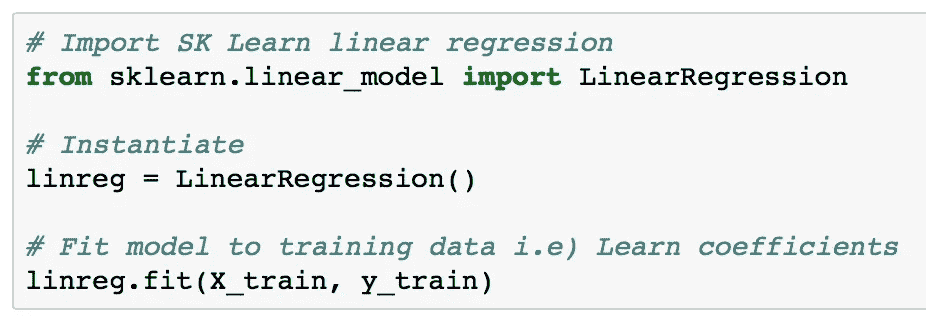 # Import SK Learn linear regression
from sklearn.linear_model import LinearRegression
# Instantiate
linreg = LinearRegression()
# Fit model to training data i.e) Learn coefficients
linreg.fit(X_train, y_train)